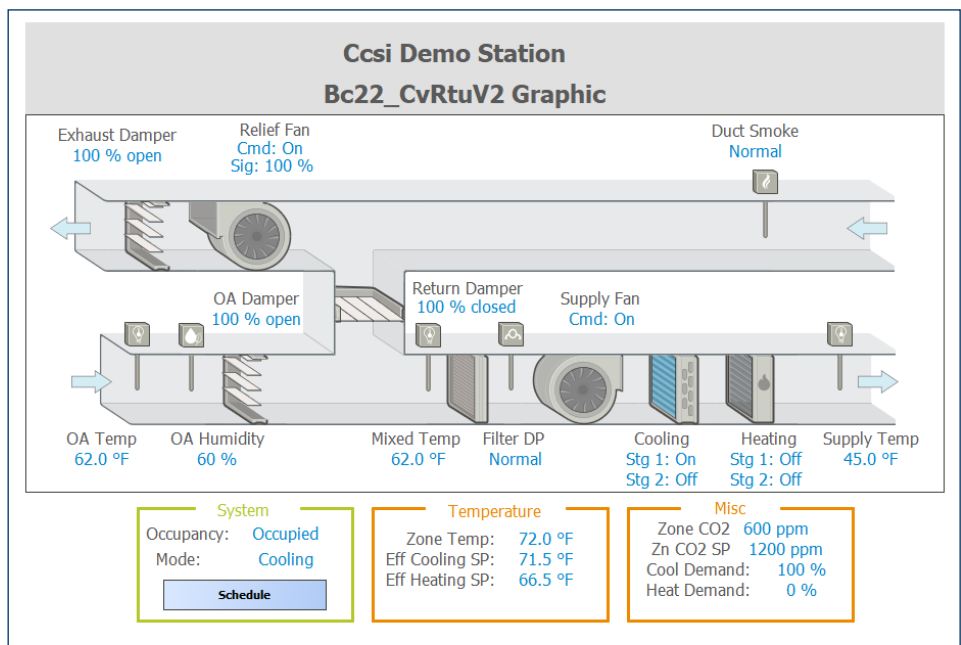 Ccsi Demo Station
Bc22_CvRtuV2 Graphic
Exhaust Damper
100 % open
Relief Fan
Cmd: On
Sig: 100 %
Duct Smoke
Normal
OA Damper
100 % open
Return Damper
100 % closed
Supply Fan
Cmd: On
OA Temp
62.0 °F
OA Humidity
60 %
Mixed Temp
62.0 °F
Filter DP
Normal
Cooling
Stg 1: On
Stg 2: Off
Heating
Stg 1: Off
Stg 2: Off
Supply Temp
45.0 °F
System
Occupancy: Occupied
Mode: Cooling
Schedule
Temperature
Zone Temp: 72.0 °F
Eff Cooling SP: 71.5 °F
Eff Heating SP: 66.5 °F
Misc
Zone CO2 600 ppm
Zn CO2 SP 1200 ppm
Cool Demand: 100 %
Heat Demand: 0 %